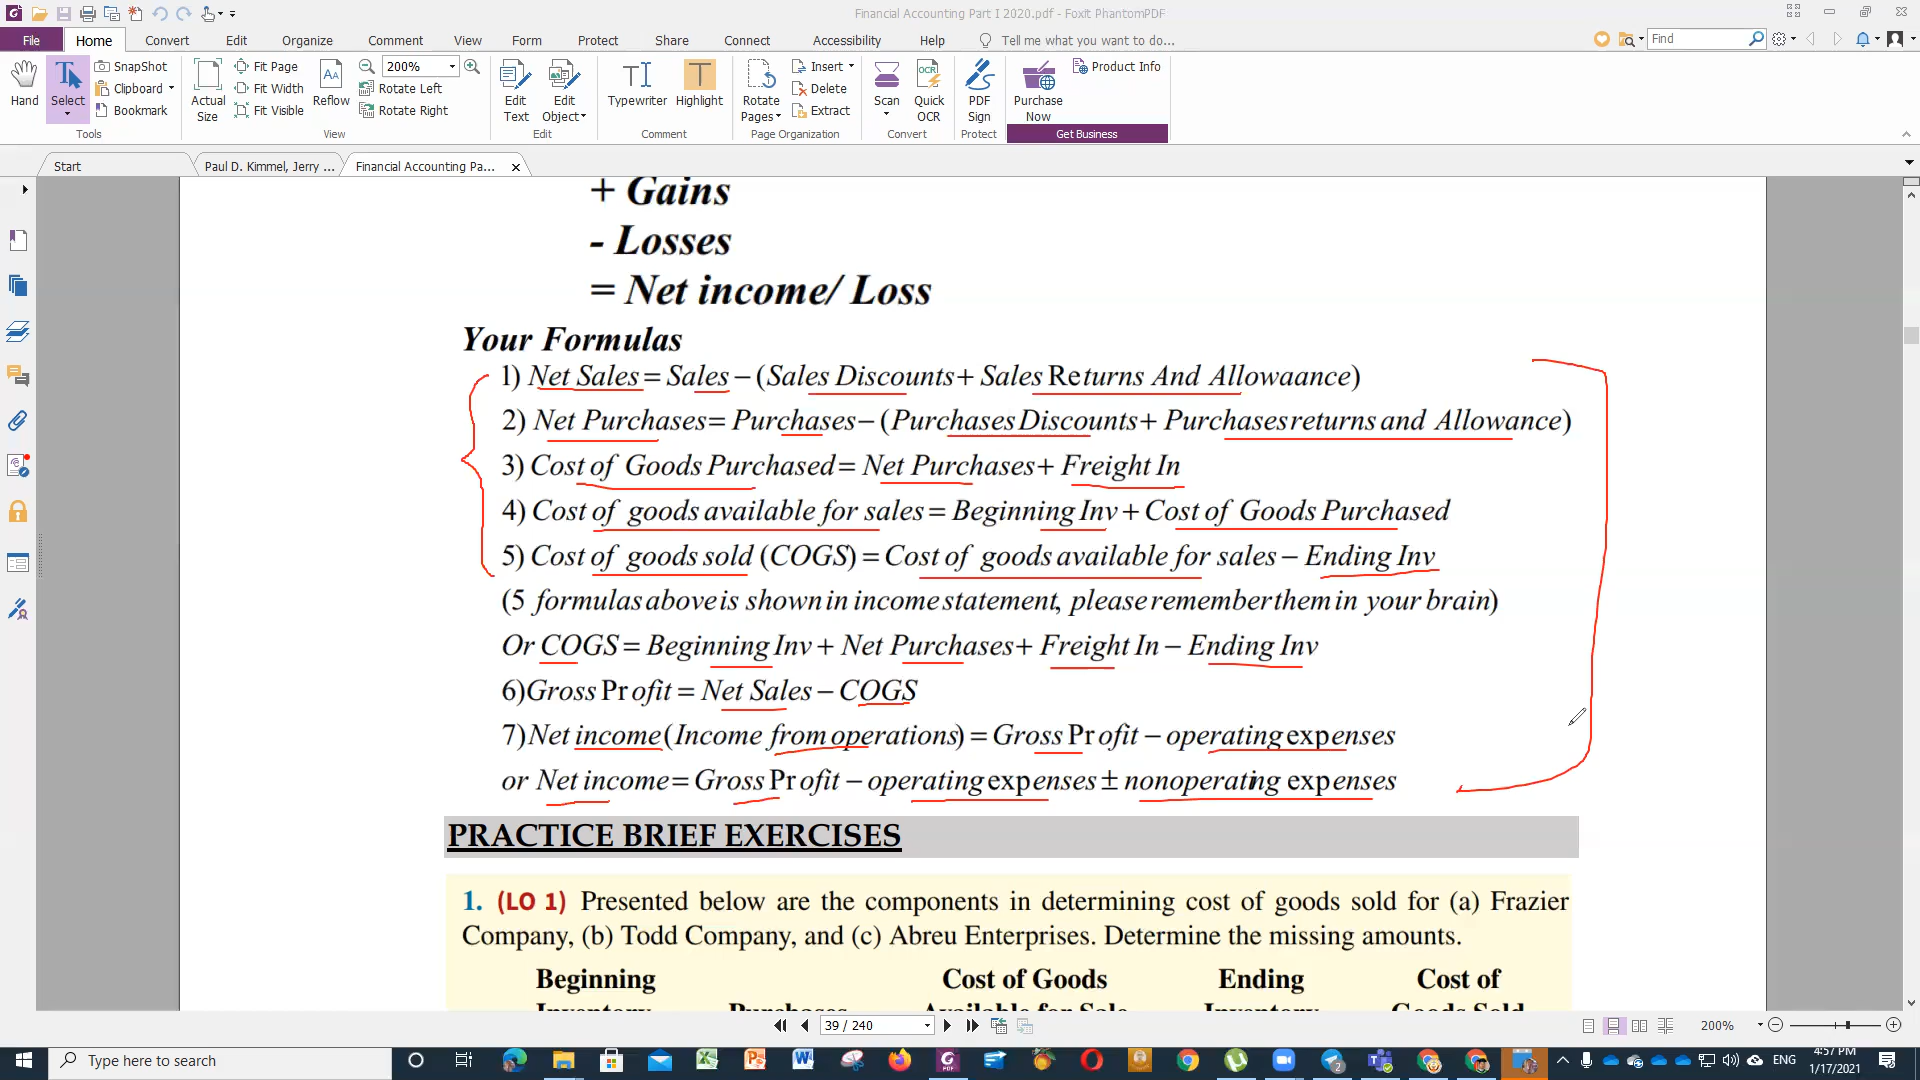 Financial Accounting Part I 2020.pdf - Foxit PhantomPDF
File Home Convert Edit Organize Comment View Form Protect Share Connect Accessibility Help Tell me what you want to do... Find
Hand Select SnapShot Clipboard Bookmark Tools
Actual Size Fit Page Fit Width Fit Visible Reflow 200% Rotate Left Rotate Right View
Edit Text Edit Object Edit
Typewriter Highlight Comment
Rotate Pages Insert Delete Extract Page Organization
Scan Quick OCR Convert
PDF Sign Protect
Purchase Now Product Info Get Business
Start Paul D. Kimmel, Jerry ... Financial Accounting Pa...
+ Gains
- Losses
= Net income/ Loss
Your Formulas
1) Net Sales = Sales − (Sales Discounts + Sales Returns And Allowaance)
2) Net Purchases = Purchases − (Purchases Discounts + Purchases returns and Allowance)
3) Cost of Goods Purchased = Net Purchases + Freight In
4) Cost of goods available for sales = Beginning Inv + Cost of Goods Purchased
5) Cost of goods sold (COGS) = Cost of goods available for sales − Ending Inv
(5 formulas above is shown in income statement, please remember them in your brain)
Or COGS = Beginning Inv + Net Purchases + Freight In − Ending Inv
6)Gross Profit = Net Sales − COGS
7)Net income (Income from operations) = Gross Profit − operating expenses
or Net income = Gross Profit − operating expenses ± nonoperating expenses
PRACTICE BRIEF EXERCISES
1. (LO 1) Presented below are the components in determining cost of goods sold for (a) Frazier
Company, (b) Todd Company, and (c) Abreu Enterprises. Determine the missing amounts.
Beginning Cost of Goods Ending Cost of
Inventory Purchases Available for Sale Inventory Goods Sold
39 / 240 200%
Type here to search ENG 4:57 PM
1/17/2021